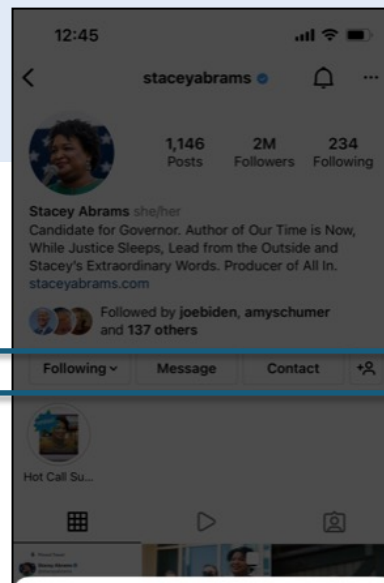 12:45
staceyabrams
1,146 2M 234
Posts Followers Following
Stacey Abrams she/her
Candidate for Governor. Author of Our Time is Now,
While Justice Sleeps, Lead from the Outside and
Stacey's Extraordinary Words. Producer of All In.
staceyabrams.com
Followed by joebiden, amyschumer
and 137 others
Following Message Contact
Hot Call Su...